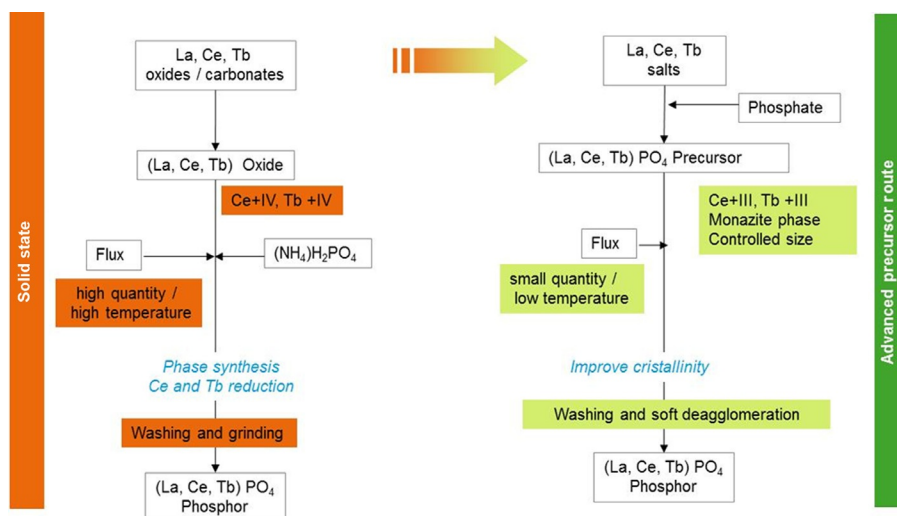 Solid state
La, Ce, Tb
oxides / carbonates
(La, Ce, Tb) Oxide
Ce+IV, Tb +IV
Flux
(NH4)H2PO4
high quantity /
high temperature
Phase synthesis
Ce and Tb reduction
Washing and grinding
(La, Ce, Tb) PO4
Phosphor
La, Ce, Tb
salts
Phosphate
(La, Ce, Tb) PO4 Precursor
Ce+III, Tb +III
Monazite phase
Controlled size
Flux
small quantity /
low temperature
Improve cristallinity
Washing and soft deagglomeration
(La, Ce, Tb) PO4
Phosphor
Advanced precursor route